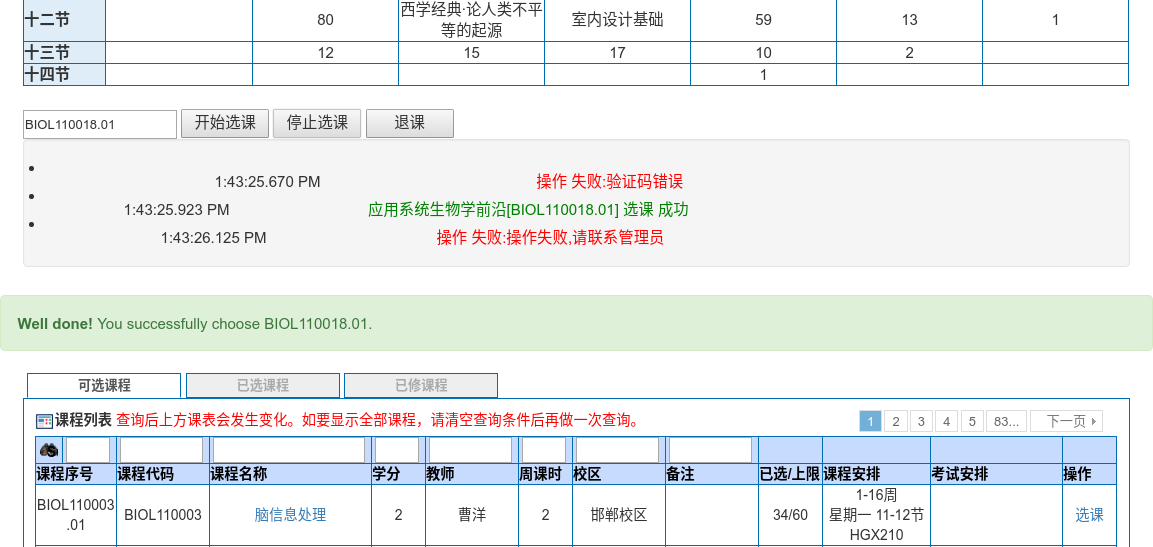 十二节 80 西学经典·论人类不平等的起源 室内设计基础 59 13 1
十三节 12 15 17 10 2
十四节 1
BIOL110018.01 开始选课 停止选课 退课
1:43:25.670 PM 操作 失败:验证码错误
1:43:25.923 PM 应用系统生物学前沿[BIOL110018.01] 选课 成功
1:43:26.125 PM 操作 失败:操作失败,请联系管理员
Well done! You successfully choose BIOL110018.01.
可选课程 已选课程 已修课程
课程列表 查询后上方课表会发生变化。如要显示全部课程，请清空查询条件后再做一次查询。 1 2 3 4 5 83... 下一页
课程序号 课程代码 课程名称 学分 教师 周课时 校区 备注 已选/上限 课程安排 考试安排 操作
BIOL110003.01 BIOL110003 脑信息处理 2 曹洋 2 邯郸校区 34/60 1-16周 星期一 11-12节 HGX210 选课